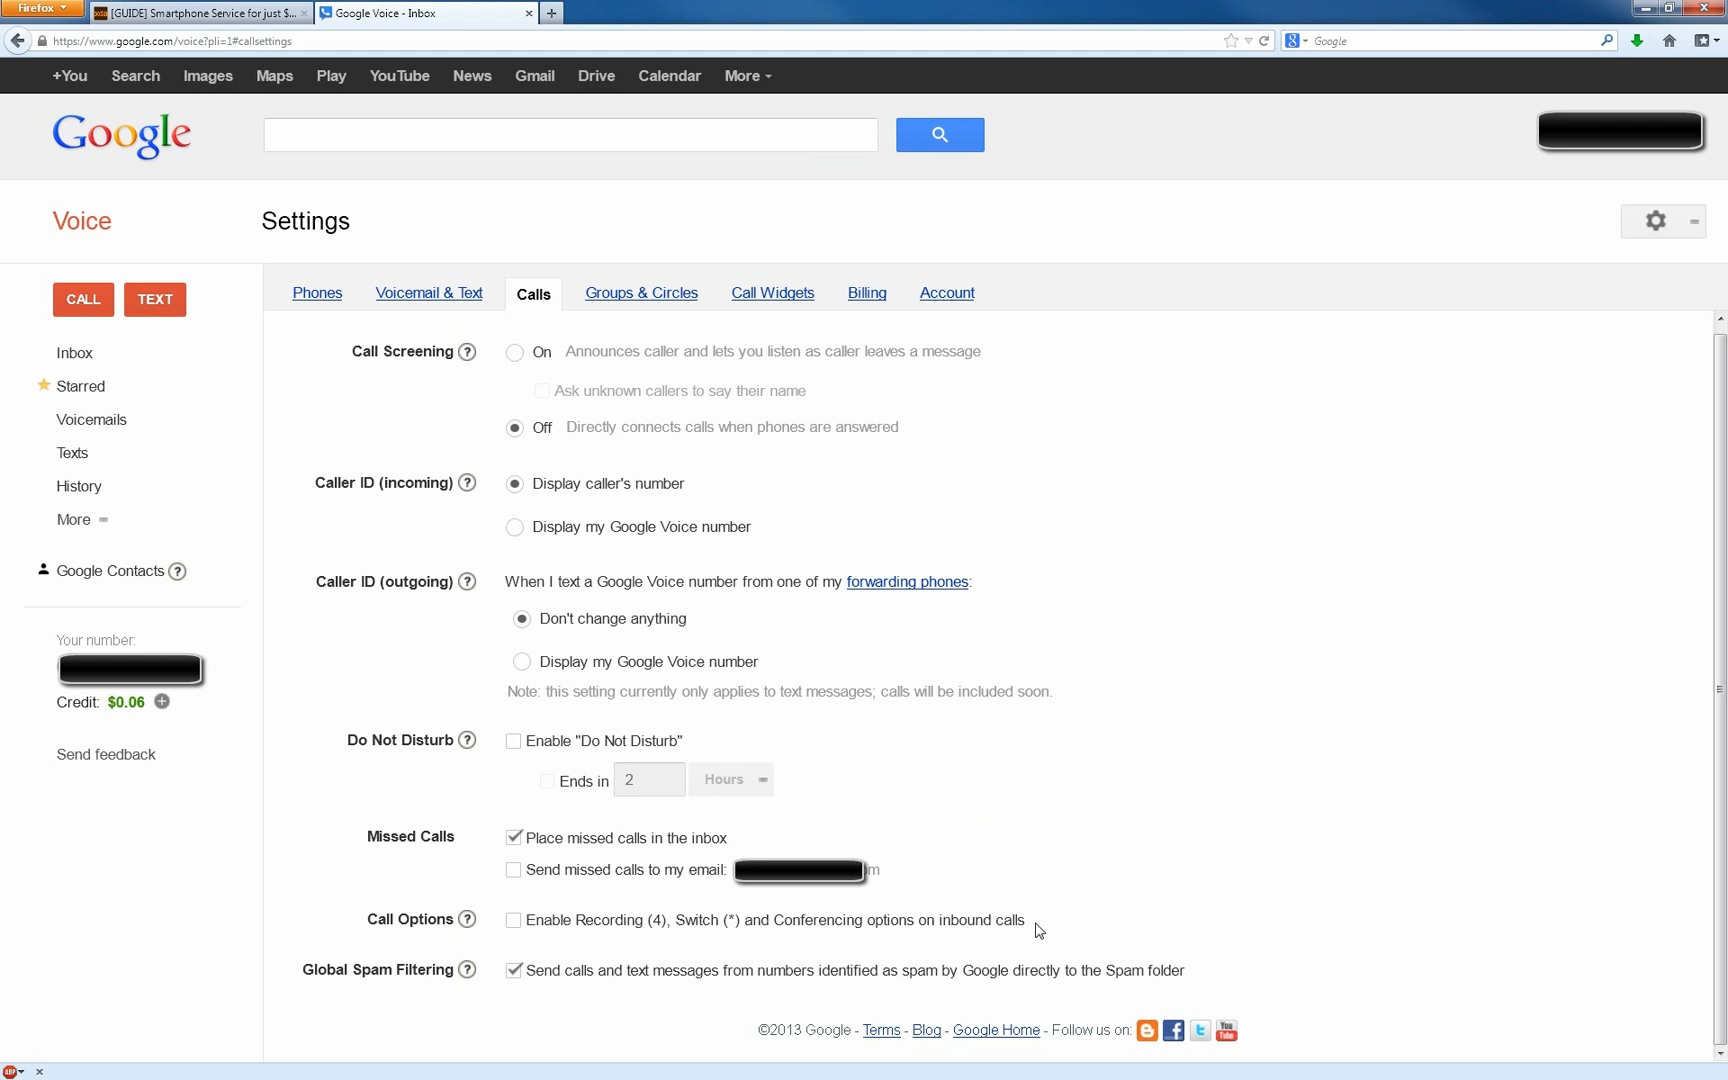 Firefox
[GUIDE] Smartphone Service for just $...
Google Voice - Inbox
https://www.google.com/voice?pli=1#callsettings
Google
+You Search Images Maps Play YouTube News Gmail Drive Calendar More
Google
Voice
Settings
CALL TEXT
Phones Voicemail & Text Calls Groups & Circles Call Widgets Billing Account
Inbox
Starred
Voicemails
Texts
History
More
Google Contacts ?
Your number:
Credit: $0.06
Send feedback
Call Screening ? On Announces caller and lets you listen as caller leaves a message
Ask unknown callers to say their name
Off Directly connects calls when phones are answered
Caller ID (incoming) ? Display caller's number
Display my Google Voice number
Caller ID (outgoing) ? When I text a Google Voice number from one of my forwarding phones:
Don't change anything
Display my Google Voice number
Note: this setting currently only applies to text messages; calls will be included soon.
Do Not Disturb ? Enable "Do Not Disturb"
Ends in 2 Hours
Missed Calls Place missed calls in the inbox
Send missed calls to my email:
Call Options ? Enable Recording (4), Switch (*) and Conferencing options on inbound calls
Global Spam Filtering ? Send calls and text messages from numbers identified as spam by Google directly to the Spam folder
©2013 Google - Terms - Blog - Google Home - Follow us on:
You Tube
ABP